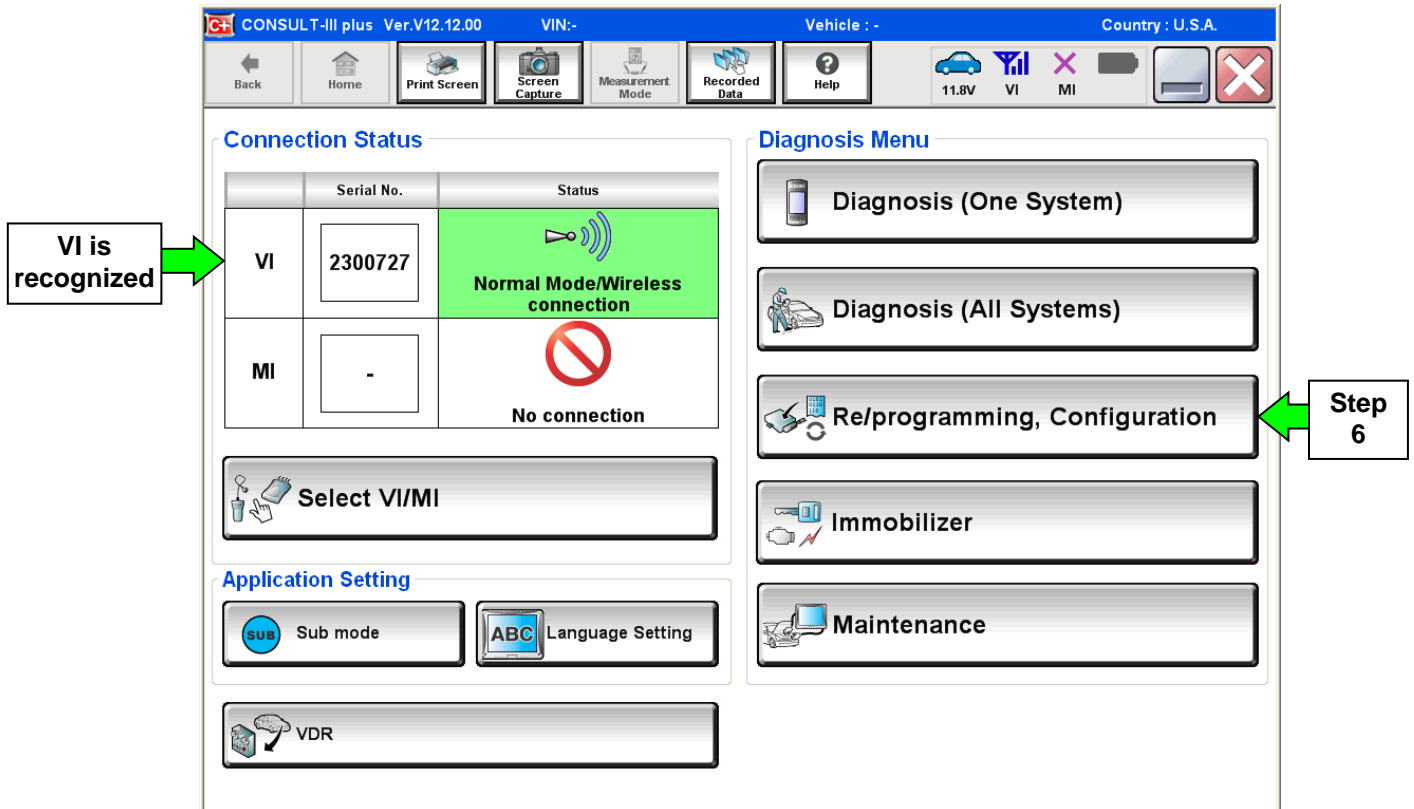 C+ CONSULT-III plus Ver.V12.12.00 VIN:- Vehicle : - Country : U.S.A.
Back
Home
Print Screen
Screen
Capture
Measurement
Mode
Recorded
Data
Help
11.8V
VI
MI
Connection Status
Serial No.
Status
VI
2300727
Normal Mode/Wireless
connection
MI
-
No connection
Select VI/MI
Application Setting
SUB
Sub mode
ABC
Language Setting
VDR
Diagnosis Menu
Diagnosis (One System)
Diagnosis (All Systems)
Re/programming, Configuration
Immobilizer
Maintenance
VI is
recognized
Step
6